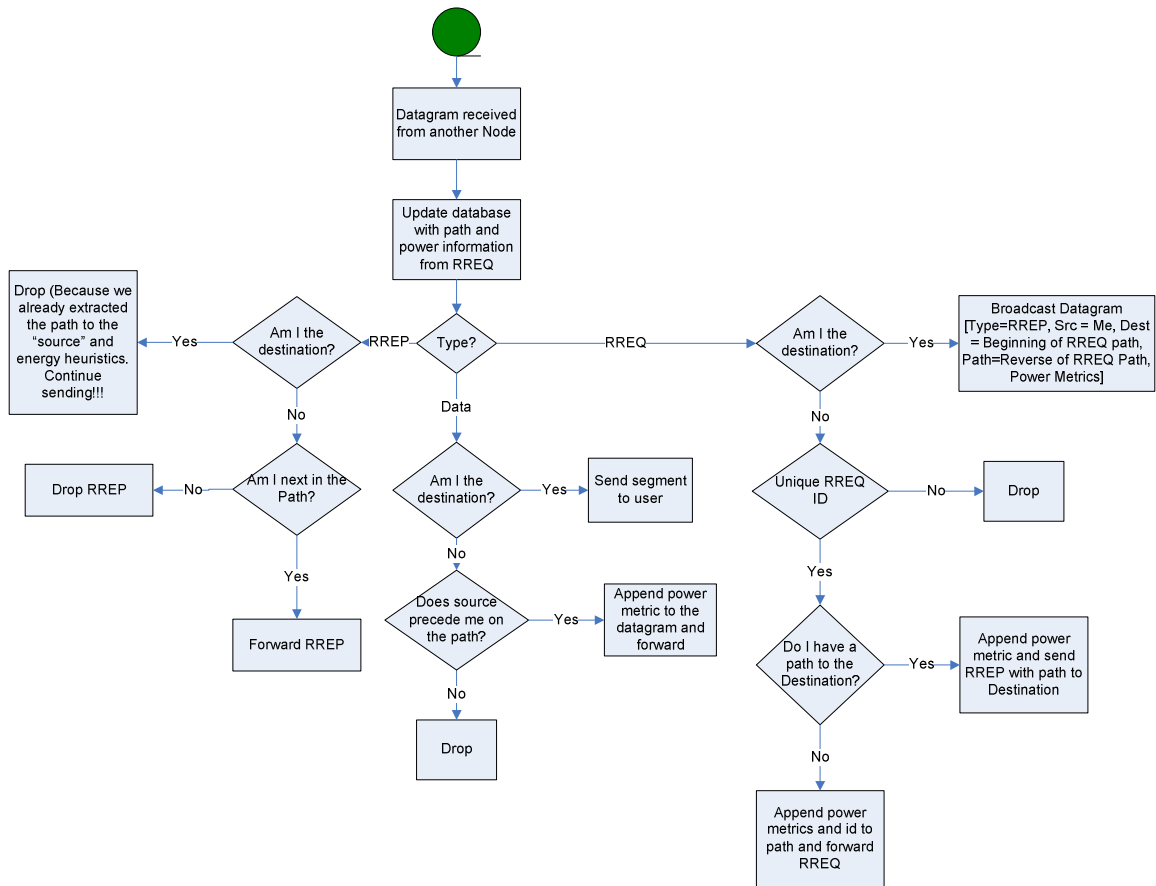 Datagram received
from another Node
Update database
with path and
power information
from RREQ
Drop (Because we
already extracted
the path to the
“source” and
energy heuristics.
Continue
sending!!!
Yes
Am I the
destination?
RREP
Type?
RREQ
Am I the
destination?
Yes
Broadcast Datagram
[Type=RREP, Src = Me, Dest
= Beginning of RREQ path,
Path=Reverse of RREQ Path,
Power Metrics]
No
Data
No
Drop RREP
No
Am I next in the
Path?
Am I the
destination?
Yes
Send segment
to user
Unique RREQ
ID
No
Drop
Yes
No
Yes
Forward RREP
Does source
precede me on
the path?
Yes
Append power
metric to the
datagram and
forward
Do I have a
path to the
Destination?
Yes
Append power
metric and send
RREP with path to
Destination
No
Drop
No
Append power
metrics and id to
path and forward
RREQ